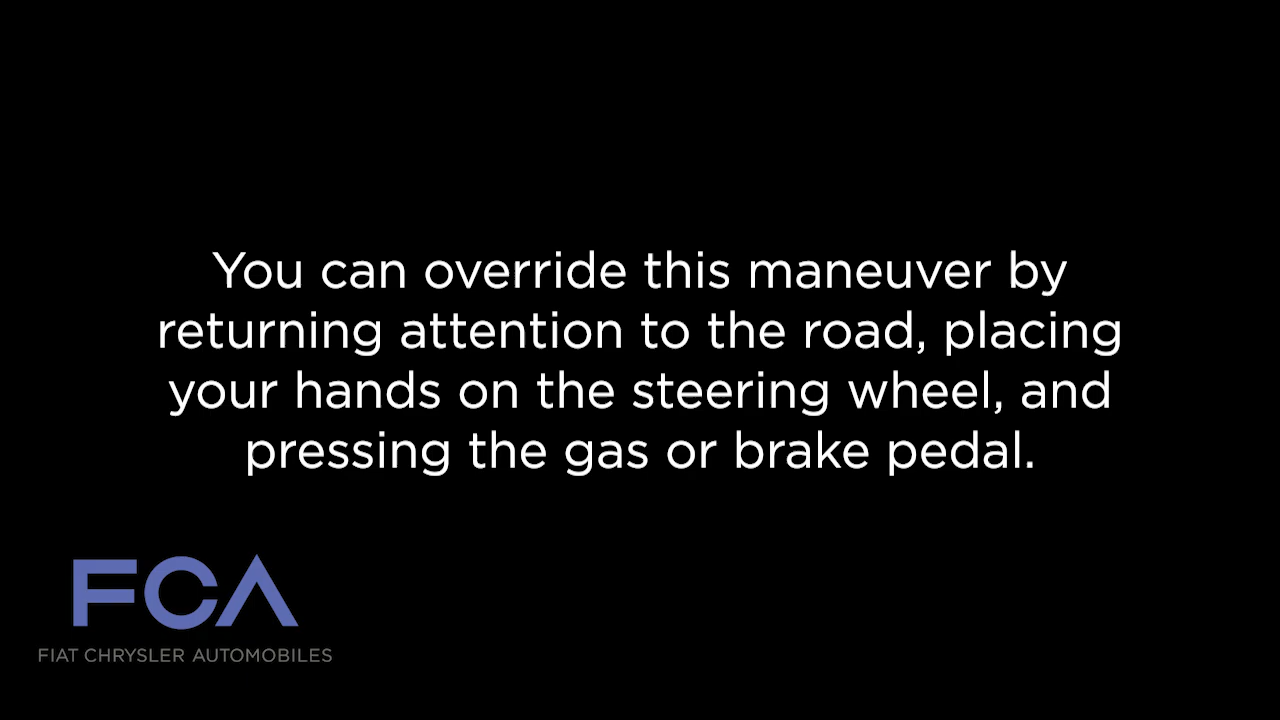 You can override this maneuver by
returning attention to the road, placing
your hands on the steering wheel, and
pressing the gas or brake pedal.
FCA
FIAT CHRYSLER AUTOMOBILES